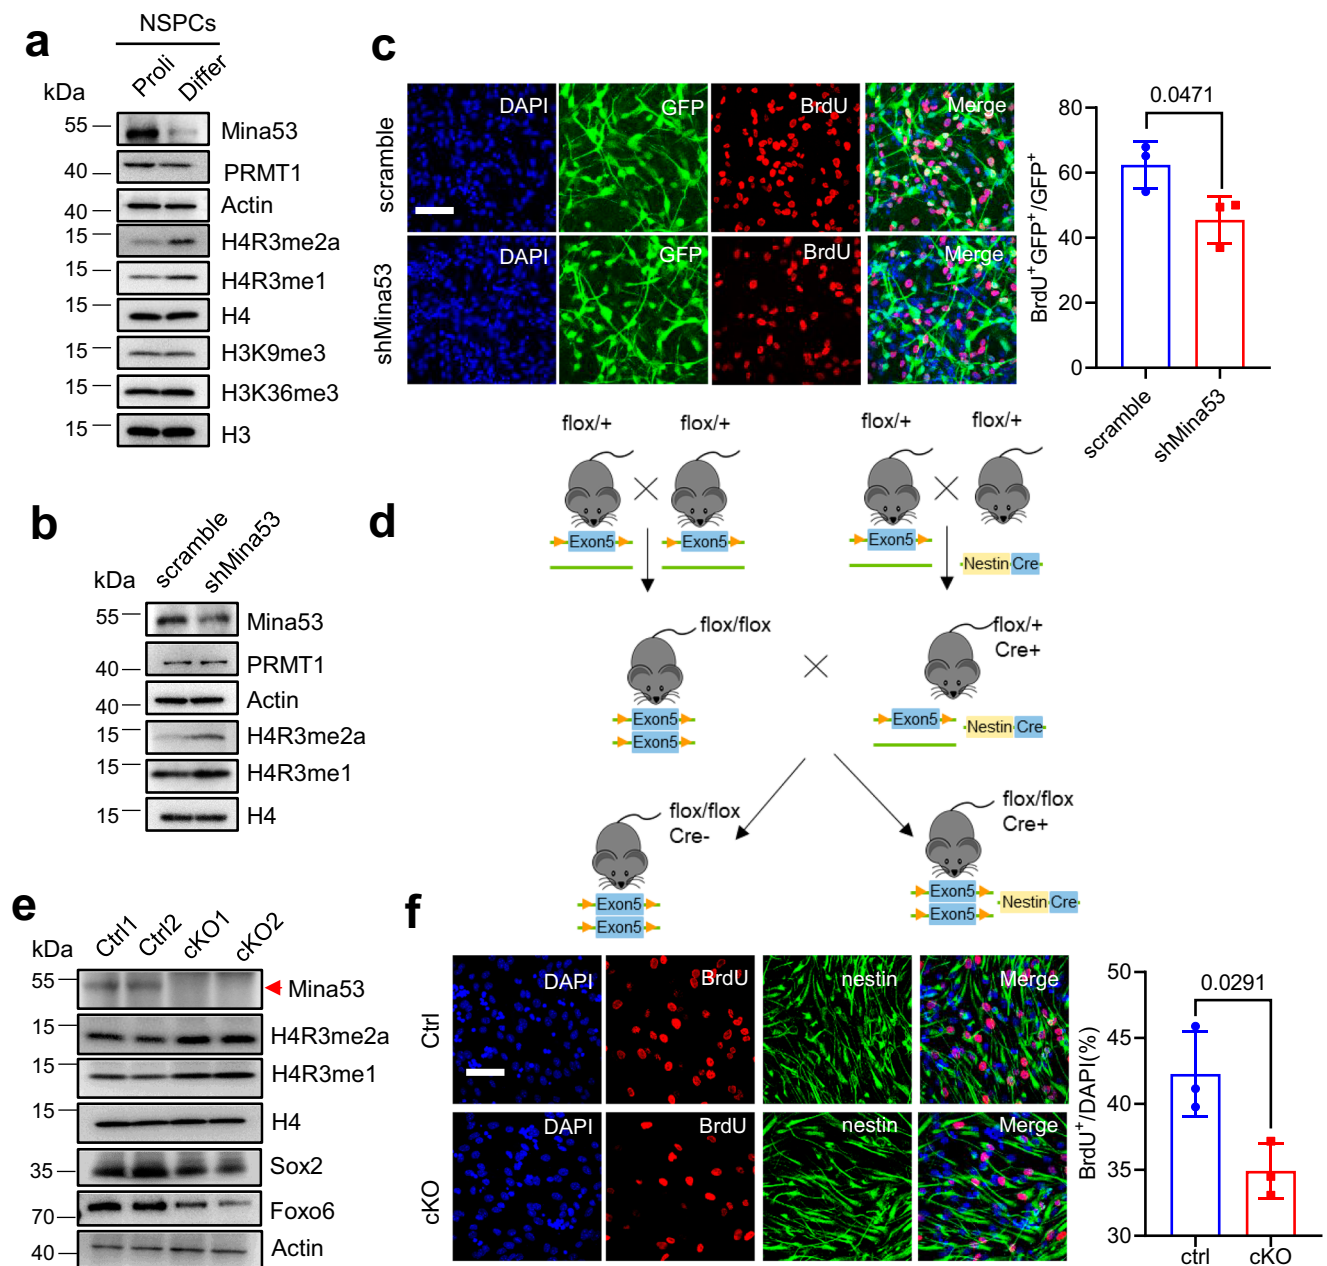 a
NSPCs
Proli
Differ
kDa
55
Mina53
40
PRMT1
40
Actin
15
H4R3me2a
15
H4R3me1
15
H4
15
H3K9me3
15
H3K36me3
15
H3
b
scramble
shMina53
kDa
55
Mina53
40
PRMT1
40
Actin
15
H4R3me2a
15
H4R3me1
15
H4
c
scramble
DAPI
GFP
BrdU
Merge
shMina53
DAPI
GFP
BrdU
Merge
BrdU⁺GFP⁺/GFP⁺
80
60
40
20
0
0.0471
scramble
shMina53
d
flox/+
flox/+
flox/+
flox/+
Exon5
Exon5
Exon5
Nestin Cre
flox/flox
flox/+
Cre+
Exon5
Exon5
Exon5
Nestin Cre
flox/flox
Cre-
flox/flox
Cre+
Exon5
Exon5
Exon5
Exon5
Nestin Cre
e
kDa
Ctrl1
Ctrl2
cKO1
cKO2
55
Mina53
15
H4R3me2a
15
H4R3me1
15
H4
35
Sox2
70
Foxo6
40
Actin
f
Ctrl
DAPI
BrdU
nestin
Merge
cKO
DAPI
BrdU
nestin
Merge
BrdU⁺/DAPI(%)
50
45
40
35
30
0.0291
ctrl
cKO